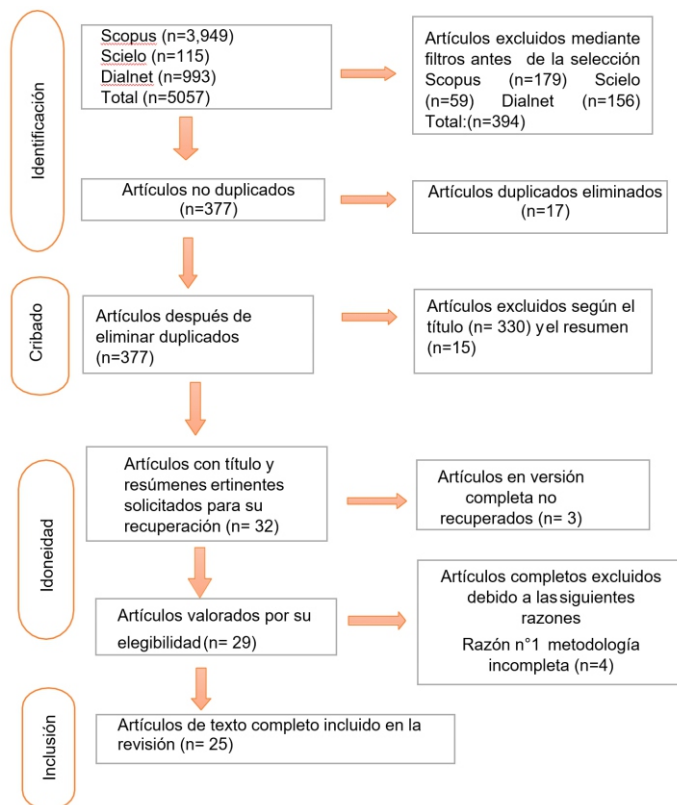 Identificación
Scopus (n=3,949)
Scielo (n=115)
Dialnet (n=993)
Total (n=5057)
Artículos excluidos mediante
filtros antes de la selección
Scopus (n=179) Scielo
(n=59) Dialnet (n=156)
Total:(n=394)
Artículos no duplicados
(n=377)
Artículos duplicados eliminados
(n=17)
Cribado
Artículos después de
eliminar duplicados
(n=377)
Artículos excluidos según el
título (n= 330) y el resumen
(n=15)
Idoneidad
Artículos con título y
resúmenes ertinentes
solicitados para su
recuperación (n= 32)
Artículos en versión
completa no
recuperados (n= 3)
Artículos valorados por su
elegibilidad (n= 29)
Artículos completos excluidos
debido a las siguientes
razones
Razón n°1 metodología
incompleta (n=4)
Inclusión
Artículos de texto completo incluido en la
revisión (n= 25)